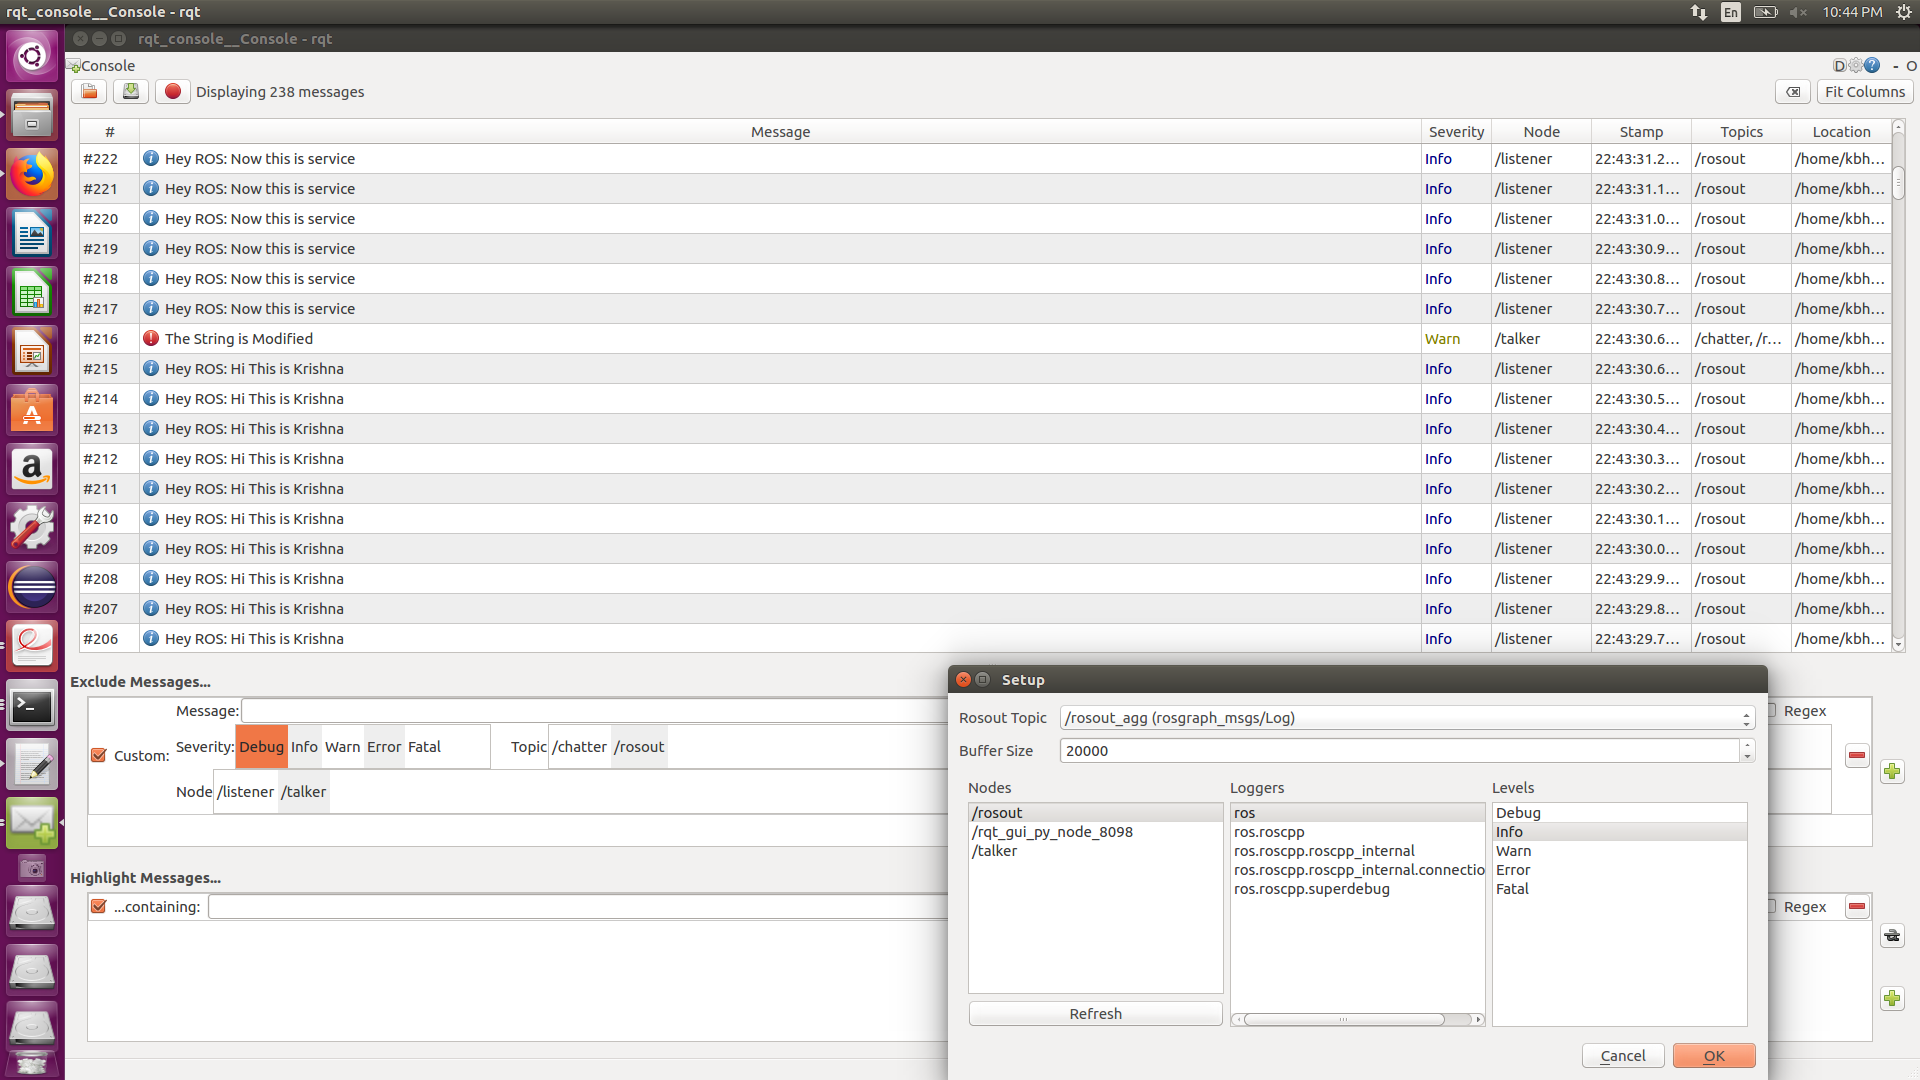 rqt_console__Console - rqt
En
10:44 PM
rqt_console__Console - rqt
Console
D
?
- O
Displaying 238 messages
Fit Columns
# Message Severity Node Stamp Topics Location
#222 Hey ROS: Now this is service Info /listener 22:43:31.2... /rosout /home/kbh...
#221 Hey ROS: Now this is service Info /listener 22:43:31.1... /rosout /home/kbh...
#220 Hey ROS: Now this is service Info /listener 22:43:31.0... /rosout /home/kbh...
#219 Hey ROS: Now this is service Info /listener 22:43:30.9... /rosout /home/kbh...
#218 Hey ROS: Now this is service Info /listener 22:43:30.8... /rosout /home/kbh...
#217 Hey ROS: Now this is service Info /listener 22:43:30.7... /rosout /home/kbh...
#216 The String is Modified Warn /talker 22:43:30.6... /chatter, /r... /home/kbh...
#215 Hey ROS: Hi This is Krishna Info /listener 22:43:30.6... /rosout /home/kbh...
#214 Hey ROS: Hi This is Krishna Info /listener 22:43:30.5... /rosout /home/kbh...
#213 Hey ROS: Hi This is Krishna Info /listener 22:43:30.4... /rosout /home/kbh...
#212 Hey ROS: Hi This is Krishna Info /listener 22:43:30.3... /rosout /home/kbh...
#211 Hey ROS: Hi This is Krishna Info /listener 22:43:30.2... /rosout /home/kbh...
#210 Hey ROS: Hi This is Krishna Info /listener 22:43:30.1... /rosout /home/kbh...
#209 Hey ROS: Hi This is Krishna Info /listener 22:43:30.0... /rosout /home/kbh...
#208 Hey ROS: Hi This is Krishna Info /listener 22:43:29.9... /rosout /home/kbh...
#207 Hey ROS: Hi This is Krishna Info /listener 22:43:29.8... /rosout /home/kbh...
#206 Hey ROS: Hi This is Krishna Info /listener 22:43:29.7... /rosout /home/kbh...
Exclude Messages...
Message:
Regex
Custom:
Severity: Debug Info Warn Error Fatal
Topic /chatter /rosout
Node /listener /talker
Highlight Messages...
...containing:
Regex
Setup
Rosout Topic /rosout_agg (rosgraph_msgs/Log)
Buffer Size 20000
Nodes
/rosout
/rqt_gui_py_node_8098
/talker
Refresh
Loggers
ros
ros.roscpp
ros.roscpp.roscpp_internal
ros.roscpp.roscpp_internal.connectio
ros.roscpp.superdebug
Levels
Debug
Info
Warn
Error
Fatal
Cancel
OK